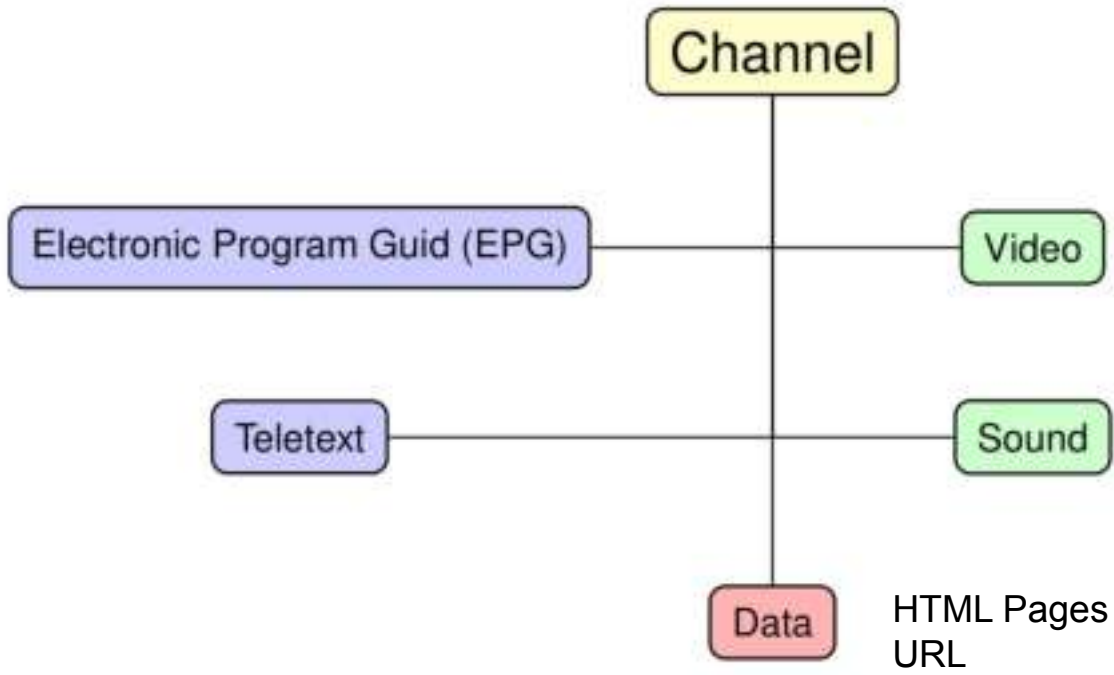 Channel
Electronic Program Guid (EPG)
Video
Teletext
Sound
Data
HTML Pages
URL